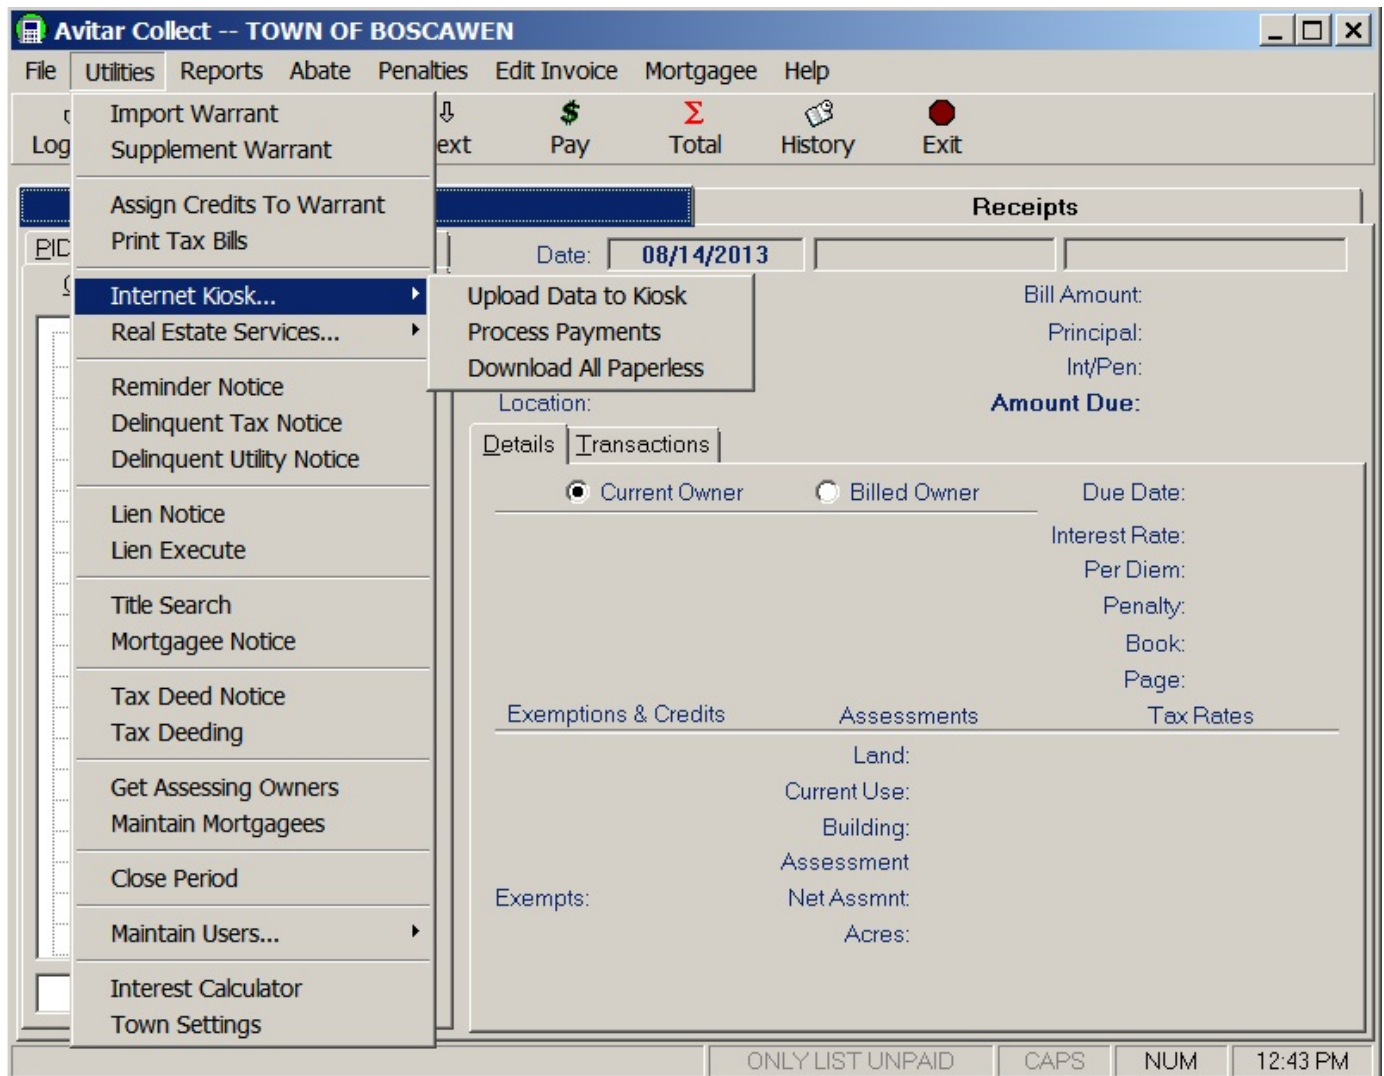 Avitar Collect -- TOWN OF BOSCAWEN
File Utilities Reports Abate Penalties Edit Invoice Mortgagee Help
Log ext Pay Total History Exit
Import Warrant
Supplement Warrant
Assign Credits To Warrant
Print Tax Bills
Internet Kiosk...
Real Estate Services...
Reminder Notice
Delinquent Tax Notice
Delinquent Utility Notice
Lien Notice
Lien Execute
Title Search
Mortgagee Notice
Tax Deed Notice
Tax Deeding
Get Assessing Owners
Maintain Mortgagees
Close Period
Maintain Users...
Interest Calculator
Town Settings
Upload Data to Kiosk
Process Payments
Download All Paperless
Receipts
PID
Date: 08/14/2013
Bill Amount:
Principal:
Int/Pen:
Location: Amount Due:
Details Transactions
Current Owner Billed Owner Due Date:
Interest Rate:
Per Diem:
Penalty:
Book:
Page:
Exemptions & Credits Assessments Tax Rates
Land:
Current Use:
Building:
Assessment
Exempts: Net Assmnt:
Acres:
ONLY LIST UNPAID CAPS NUM 12:43 PM